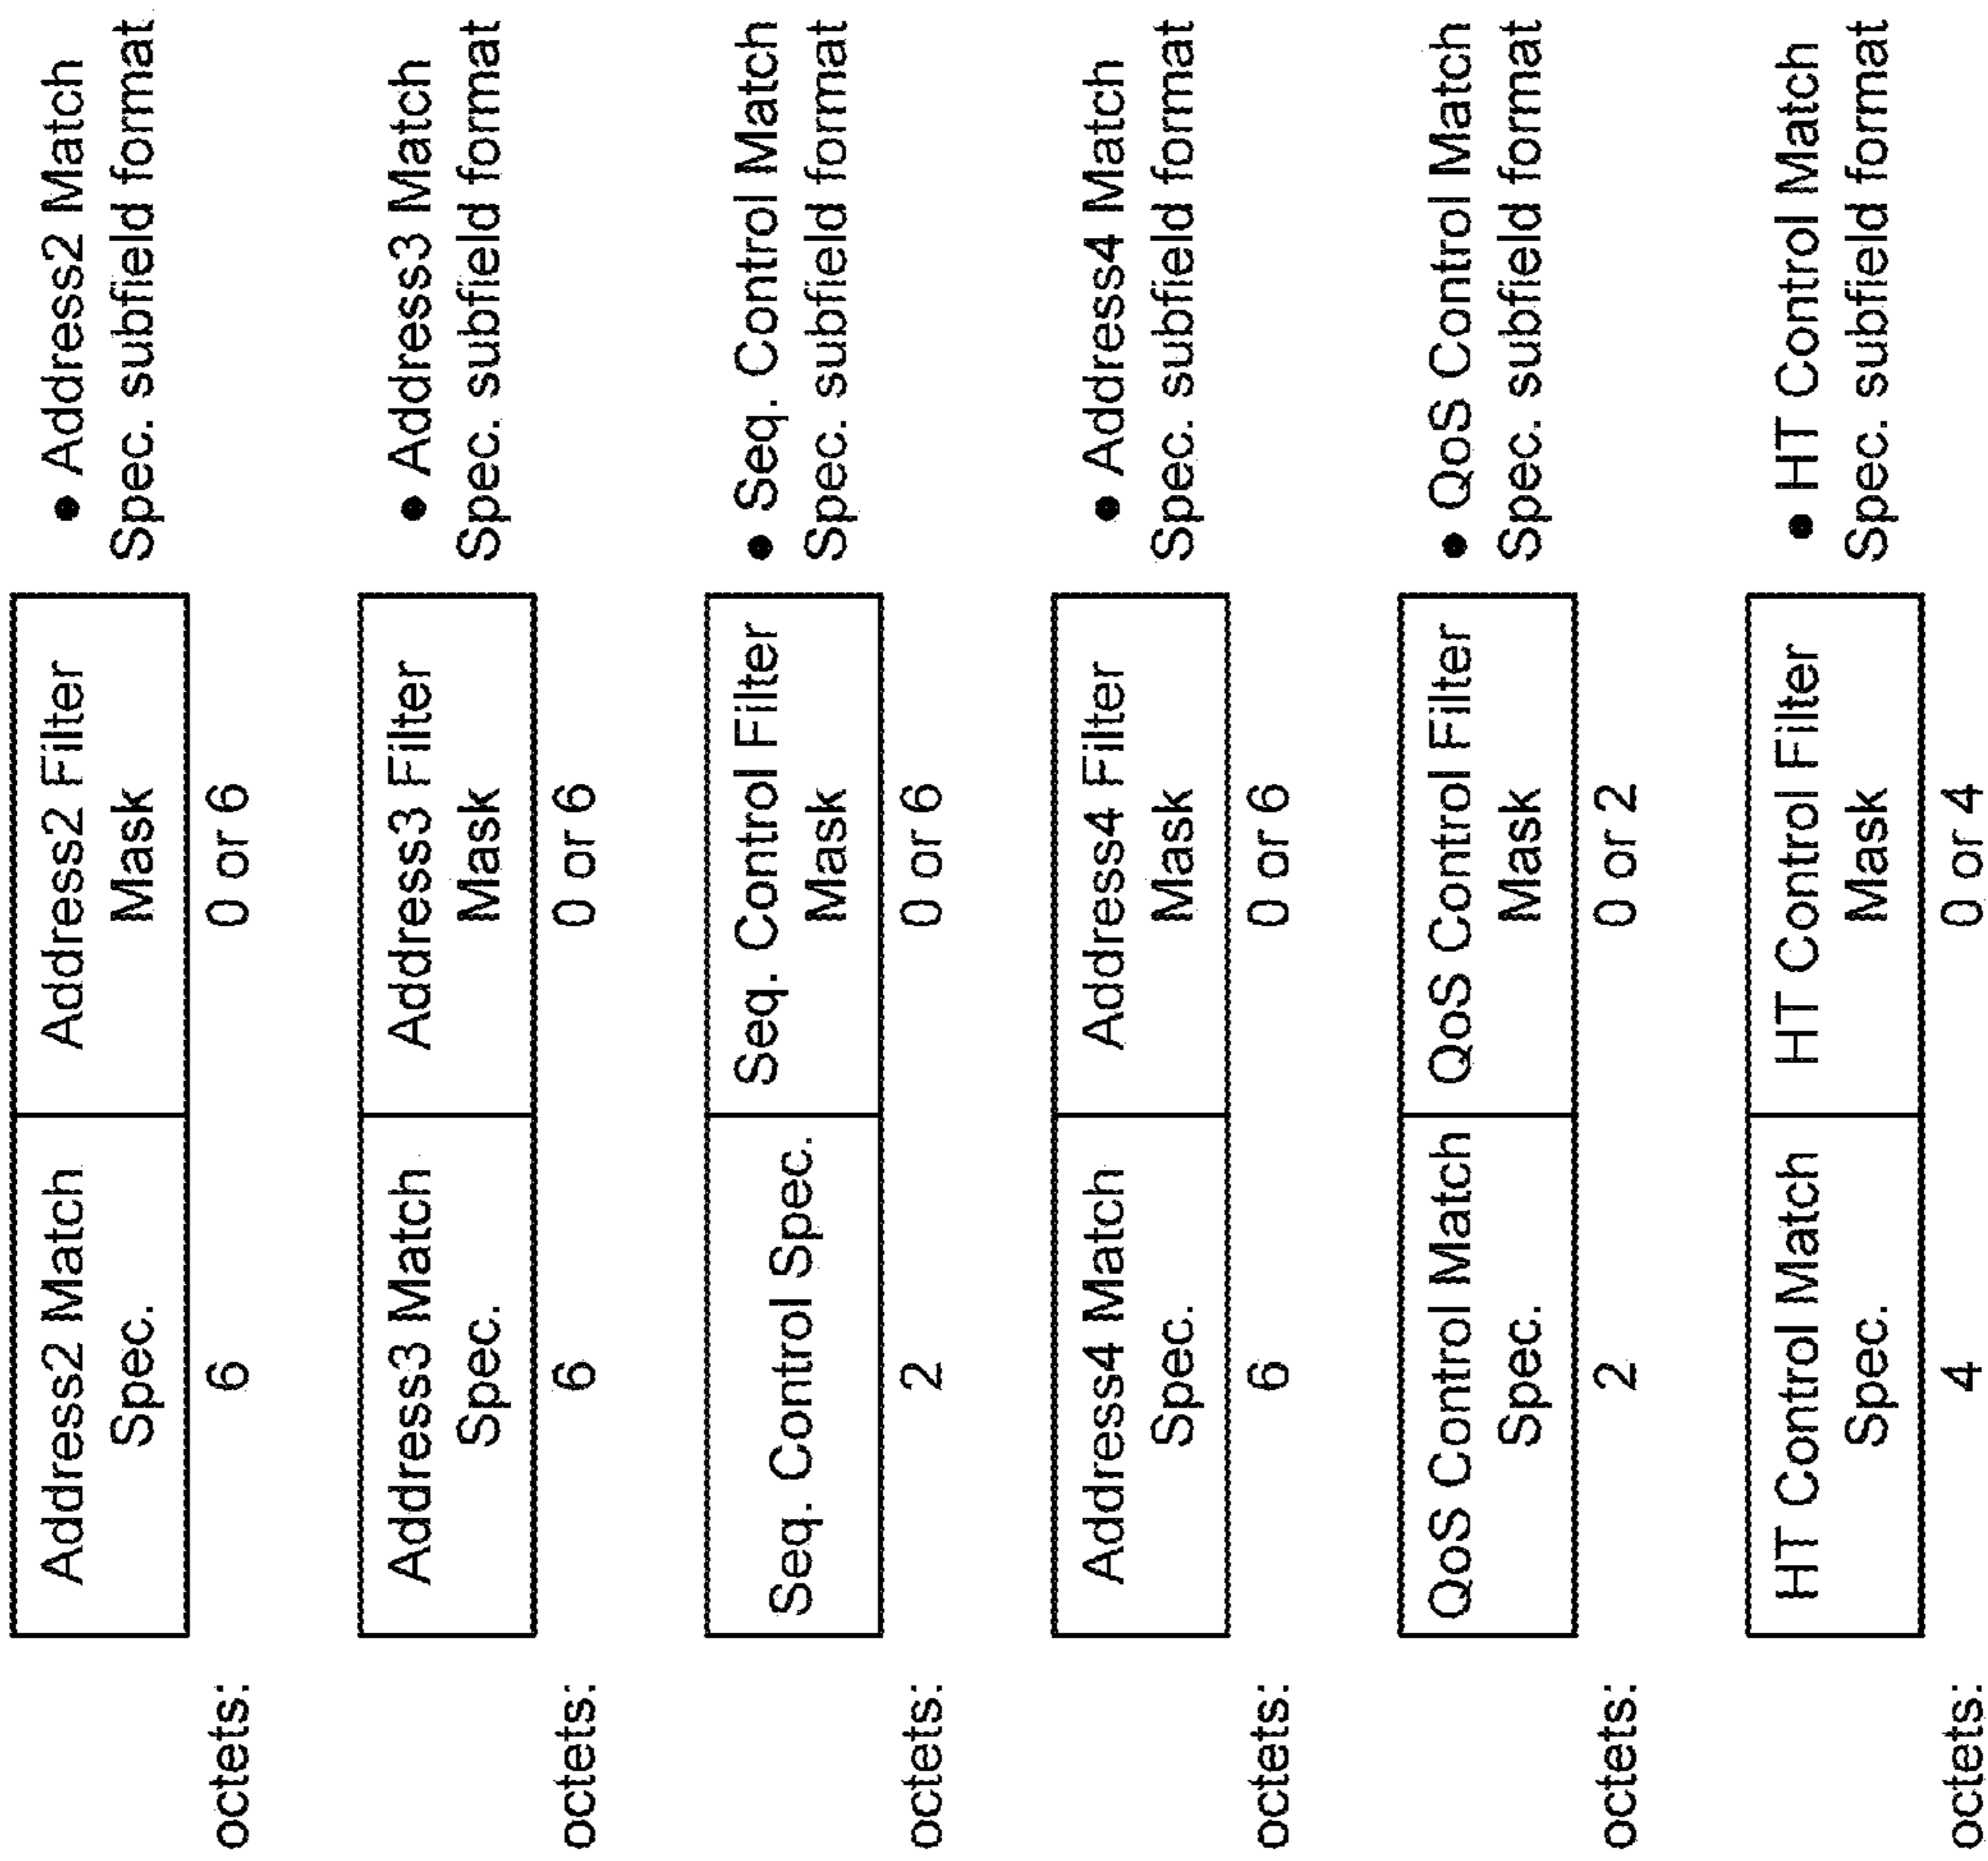 Address2 Match
Spec.
Address2 Filter
Mask
● Address2 Match
Spec. subfield format
octets:
6
0 or 6
Address3 Match
Spec.
Address3 Filter
Mask
● Address3 Match
Spec. subfield format
octets:
6
0 or 6
Seq. Control Spec.
Seq. Control Filter
Mask
● Seq. Control Match
Spec. subfield format
octets:
2
0 or 6
Address4 Match
Spec.
Address4 Filter
Mask
● Address4 Match
Spec. subfield format
octets:
6
0 or 6
QoS Control Match
Spec.
QoS Control Filter
Mask
● QoS Control Match
Spec. subfield format
octets:
2
0 or 2
HT Control Match
Spec.
HT Control Filter
Mask
● HT Control Match
Spec. subfield format
octets:
4
0 or 4